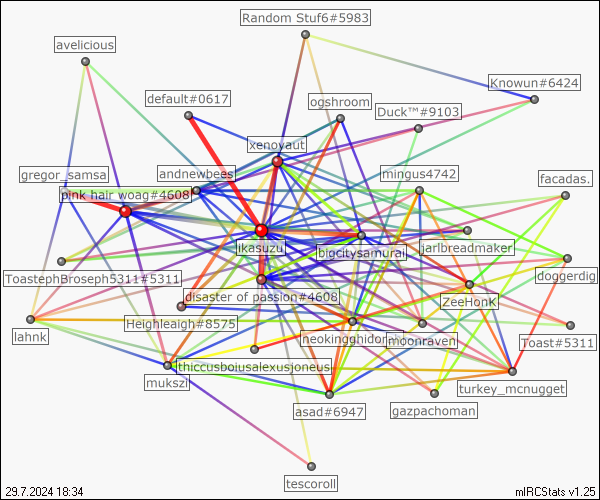 Random Stuf6#5983
avelicious
Knowun#6424
default#0617
ogshroom
Duck™#9103
xenoyaut
gregor_samsa
andnewbees
mingus4742
facadas.
pink hair woag#4608
ikasuzu
bigcitysamurai
jarlbreadmaker
ToastephBroseph5311#5311
doggerdig
disaster of passion#4608
ZeeHonK
Heighleaigh#8575
lahnk
neokingghidor
moonraven
Toast#5311
thiccusboiusalexusjoneus
mukszi
turkey_mcnugget
asad#6947
gazpachoman
tescoroll
29.7.2024 18:34
mIRCStats v1.25